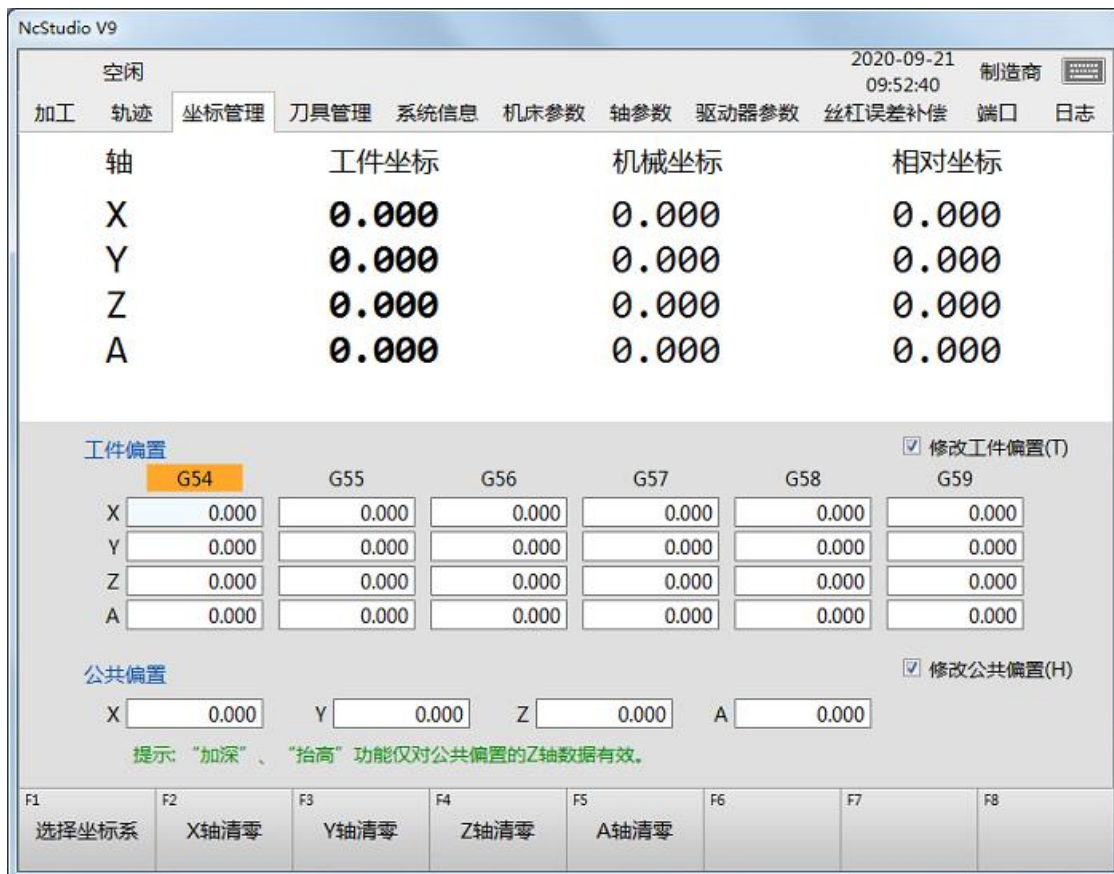 NcStudio V9
空闲 2020-09-21 09:52:40 制造商
加工 轨迹 坐标管理 刀具管理 系统信息 机床参数 轴参数 驱动器参数 丝杠误差补偿 端口 日志
轴 工件坐标 机械坐标 相对坐标
X 0.000 0.000 0.000
Y 0.000 0.000 0.000
Z 0.000 0.000 0.000
A 0.000 0.000 0.000
工件偏置 修改工件偏置(T)
G54 G55 G56 G57 G58 G59
X 0.000 0.000 0.000 0.000 0.000 0.000
Y 0.000 0.000 0.000 0.000 0.000 0.000
Z 0.000 0.000 0.000 0.000 0.000 0.000
A 0.000 0.000 0.000 0.000 0.000 0.000
公共偏置 修改公共偏置(H)
X 0.000 Y 0.000 Z 0.000 A 0.000
提示: “加深”、 “抬高” 功能仅对公共偏置的Z轴数据有效。
F1 F2 F3 F4 F5 F6 F7 F8
选择坐标系 X轴清零 Y轴清零 Z轴清零 A轴清零